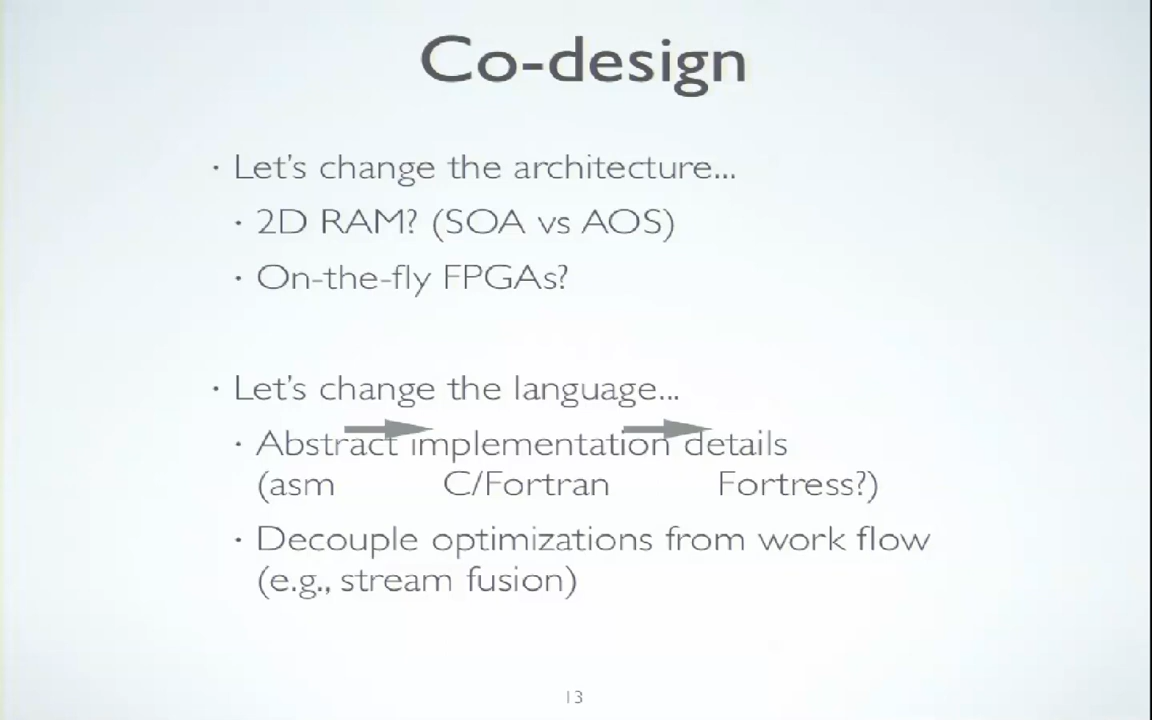 Co-design
· Let's change the architecture...
· 2D RAM? (SOA vs AOS)
· On-the-fly FPGAs?
· Let's change the language...
· Abstract implementation details
(asm C/Fortran Fortress?)
· Decouple optimizations from work flow
(e.g., stream fusion)
13